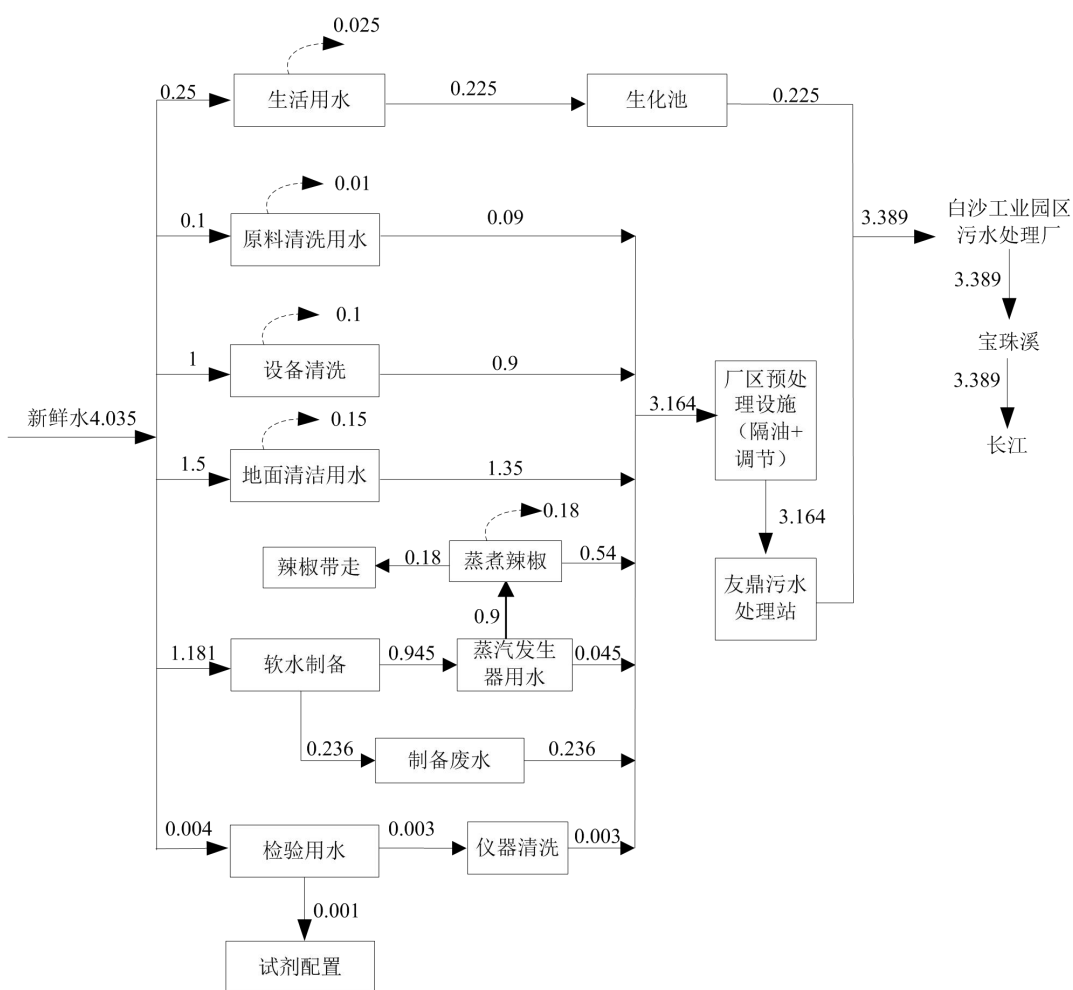 0.025
0.25
生活用水
0.225
生化池
0.225
0.01
0.1
原料清洗用水
0.09
3.389
白沙工业园区
污水处理厂
3.389
宝珠溪
3.389
长江
0.1
1
设备清洗
0.9
3.164
厂区预处
理设施
（隔油+
调节）
新鲜水4.035
0.15
1.5
地面清洁用水
1.35
3.164
0.18
辣椒带走
0.18
蒸煮辣椒
0.54
友鼎污水
处理站
0.9
1.181
软水制备
0.945
蒸汽发生
器用水
0.045
0.236
制备废水
0.236
0.004
检验用水
0.003
仪器清洗
0.003
0.001
试剂配置